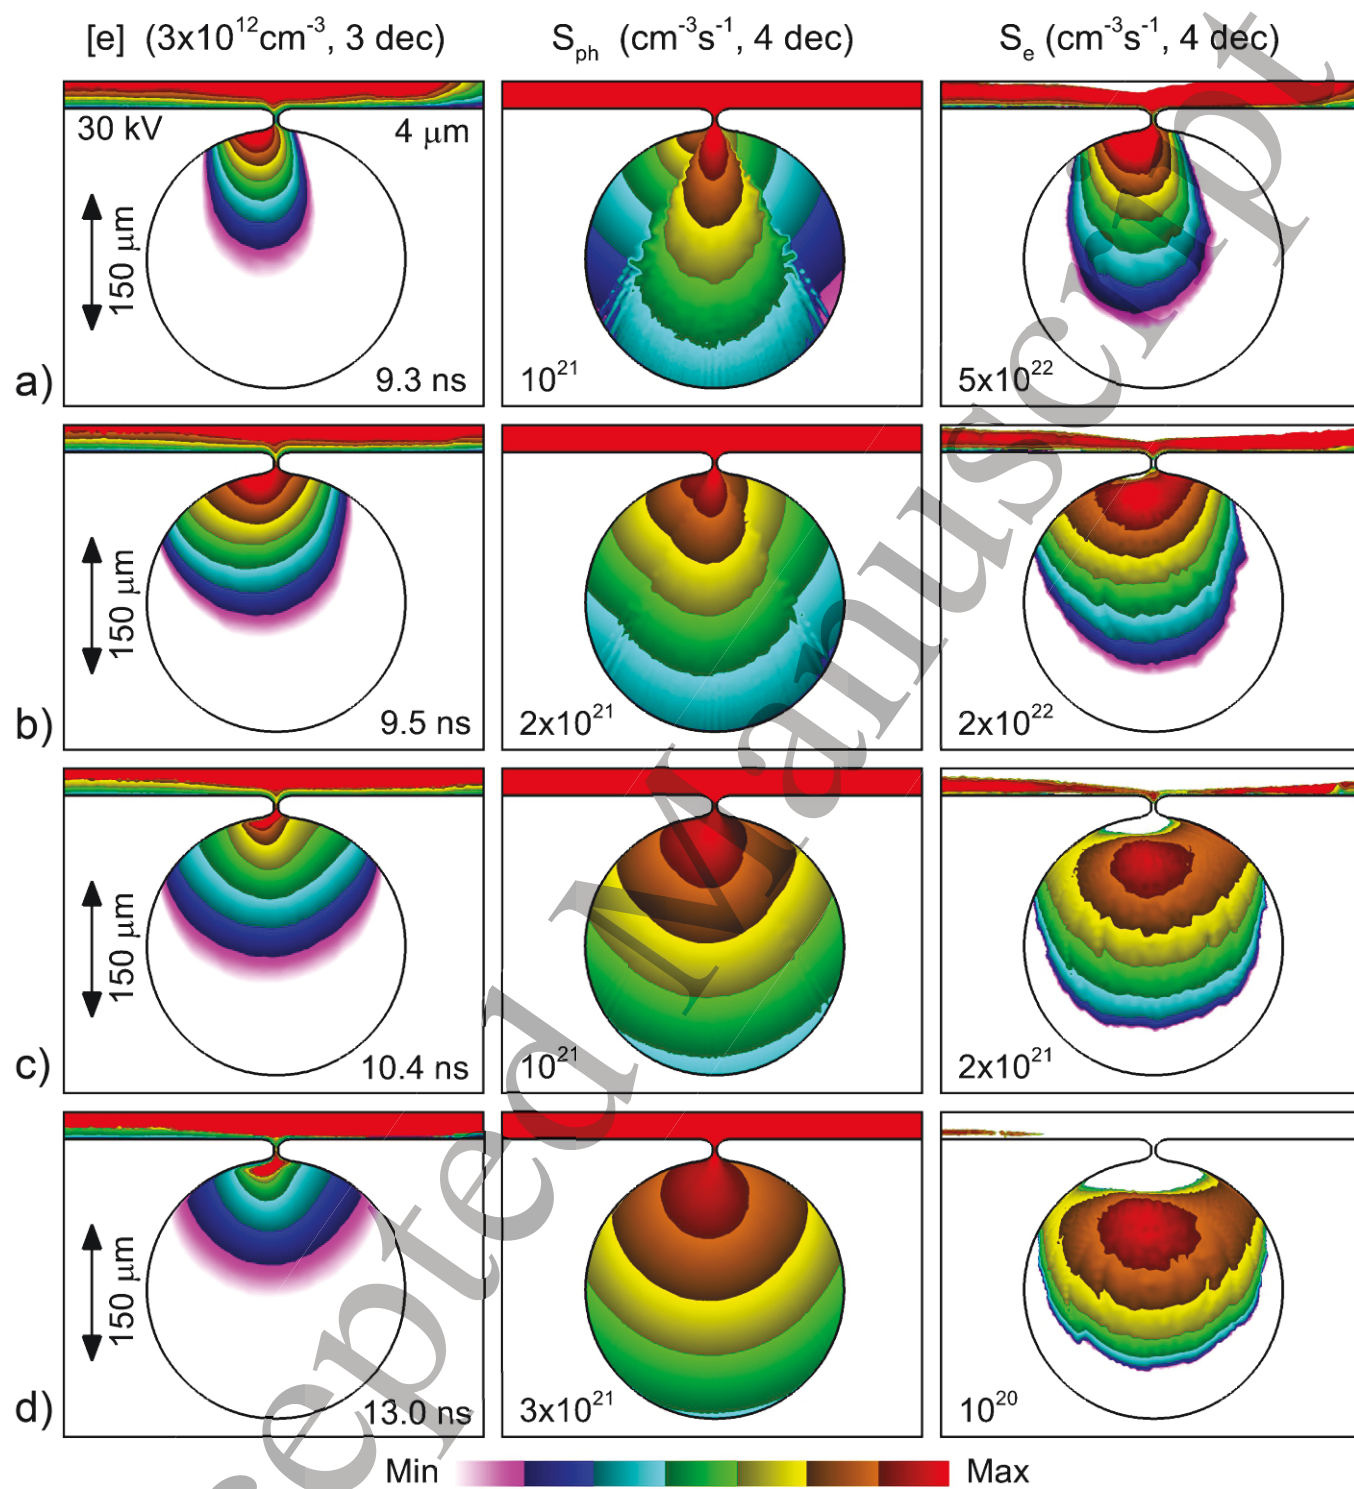 [e] (3x10¹²cm⁻³, 3 dec) S_ph (cm⁻³s⁻¹, 4 dec) S_e (cm⁻³s⁻¹, 4 dec)
30 kV 4 μm
150 μm
a) 9.3 ns 10²¹ 5x10²²
150 μm
b) 9.5 ns 2x10²¹ 2x10²²
150 μm
c) 10.4 ns 10²¹ 2x10²¹
150 μm
d) 13.0 ns 3x10²¹ 10²⁰
Min Max
cepted Manuscript